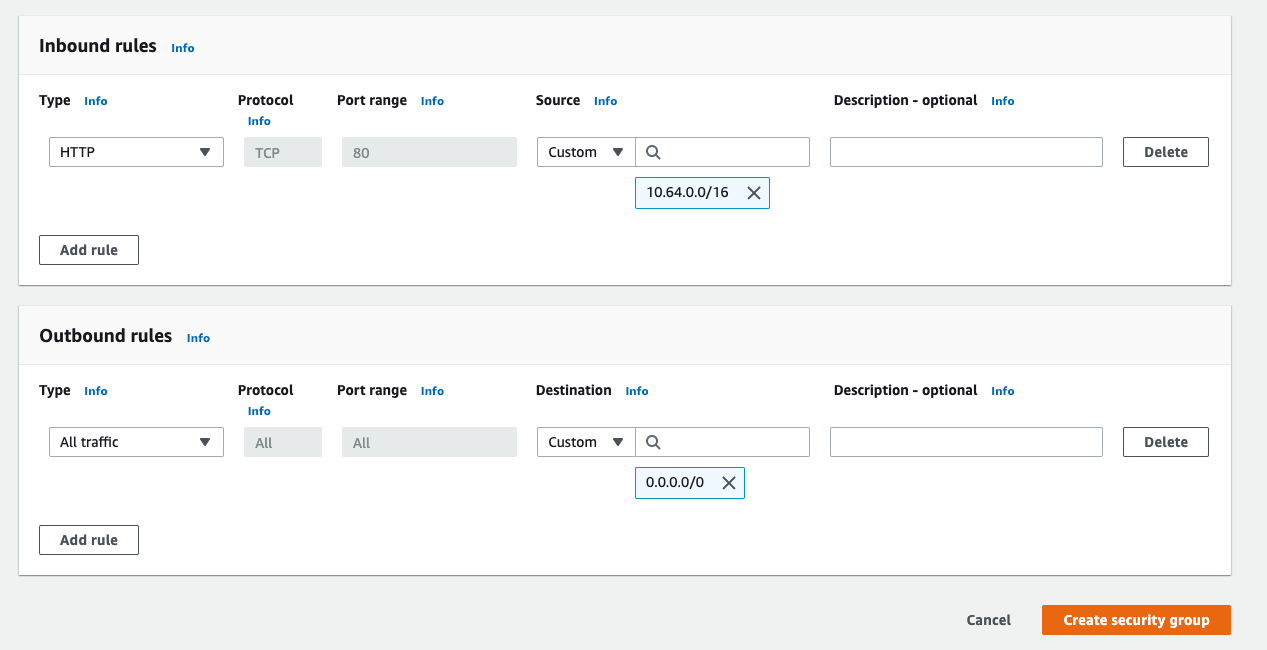 Inbound rules Info
Type Info Protocol Info Port range Info Source Info Description - optional Info
HTTP TCP 80 Custom Delete
10.64.0.0/16
Add rule
Outbound rules Info
Type Info Protocol Info Port range Info Destination Info Description - optional Info
All traffic All All Custom Delete
0.0.0.0/0
Add rule
Cancel Create security group